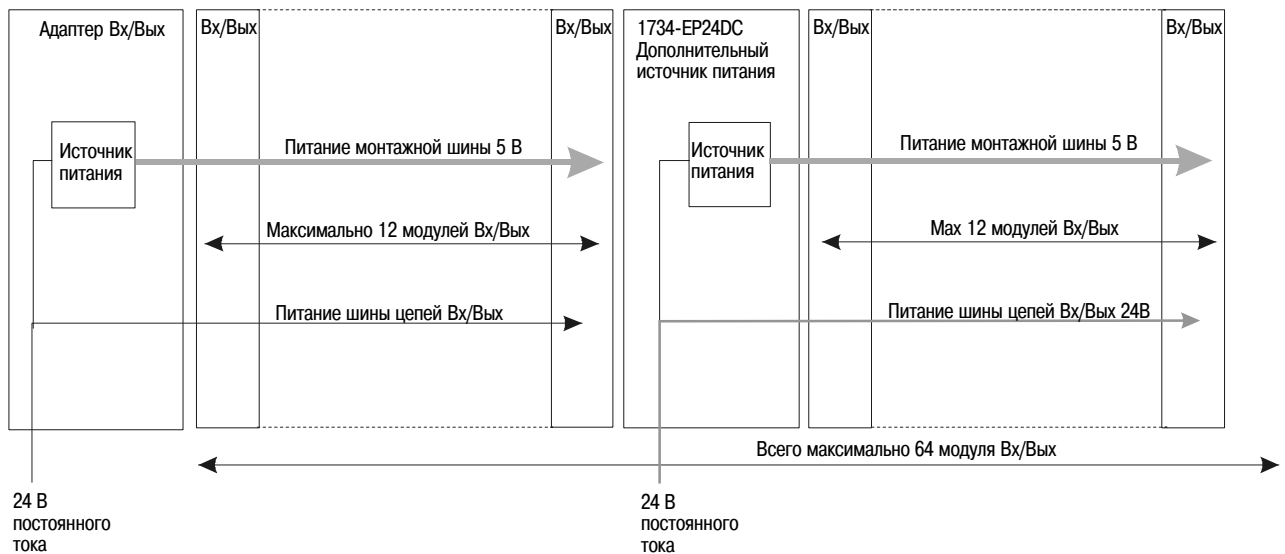 Адаптер Вх/Вых
Вх/Вых
Вх/Вых
1734-EP24DC
Дополнительный
источник питания
Вх/Вых
Вх/Вых
Источник
питания
Питание монтажной шины 5 В
Источник
питания
Питание монтажной шины 5 В
Максимально 12 модулей Вх/Вых
Мах 12 модулей Вх/Вых
Питание шины цепей Вх/Вых
Питание шины цепей Вх/Вых 24В
Всего максимально 64 модуля Вх/Вых
24 В
постоянного
тока
24 В
постоянного
тока